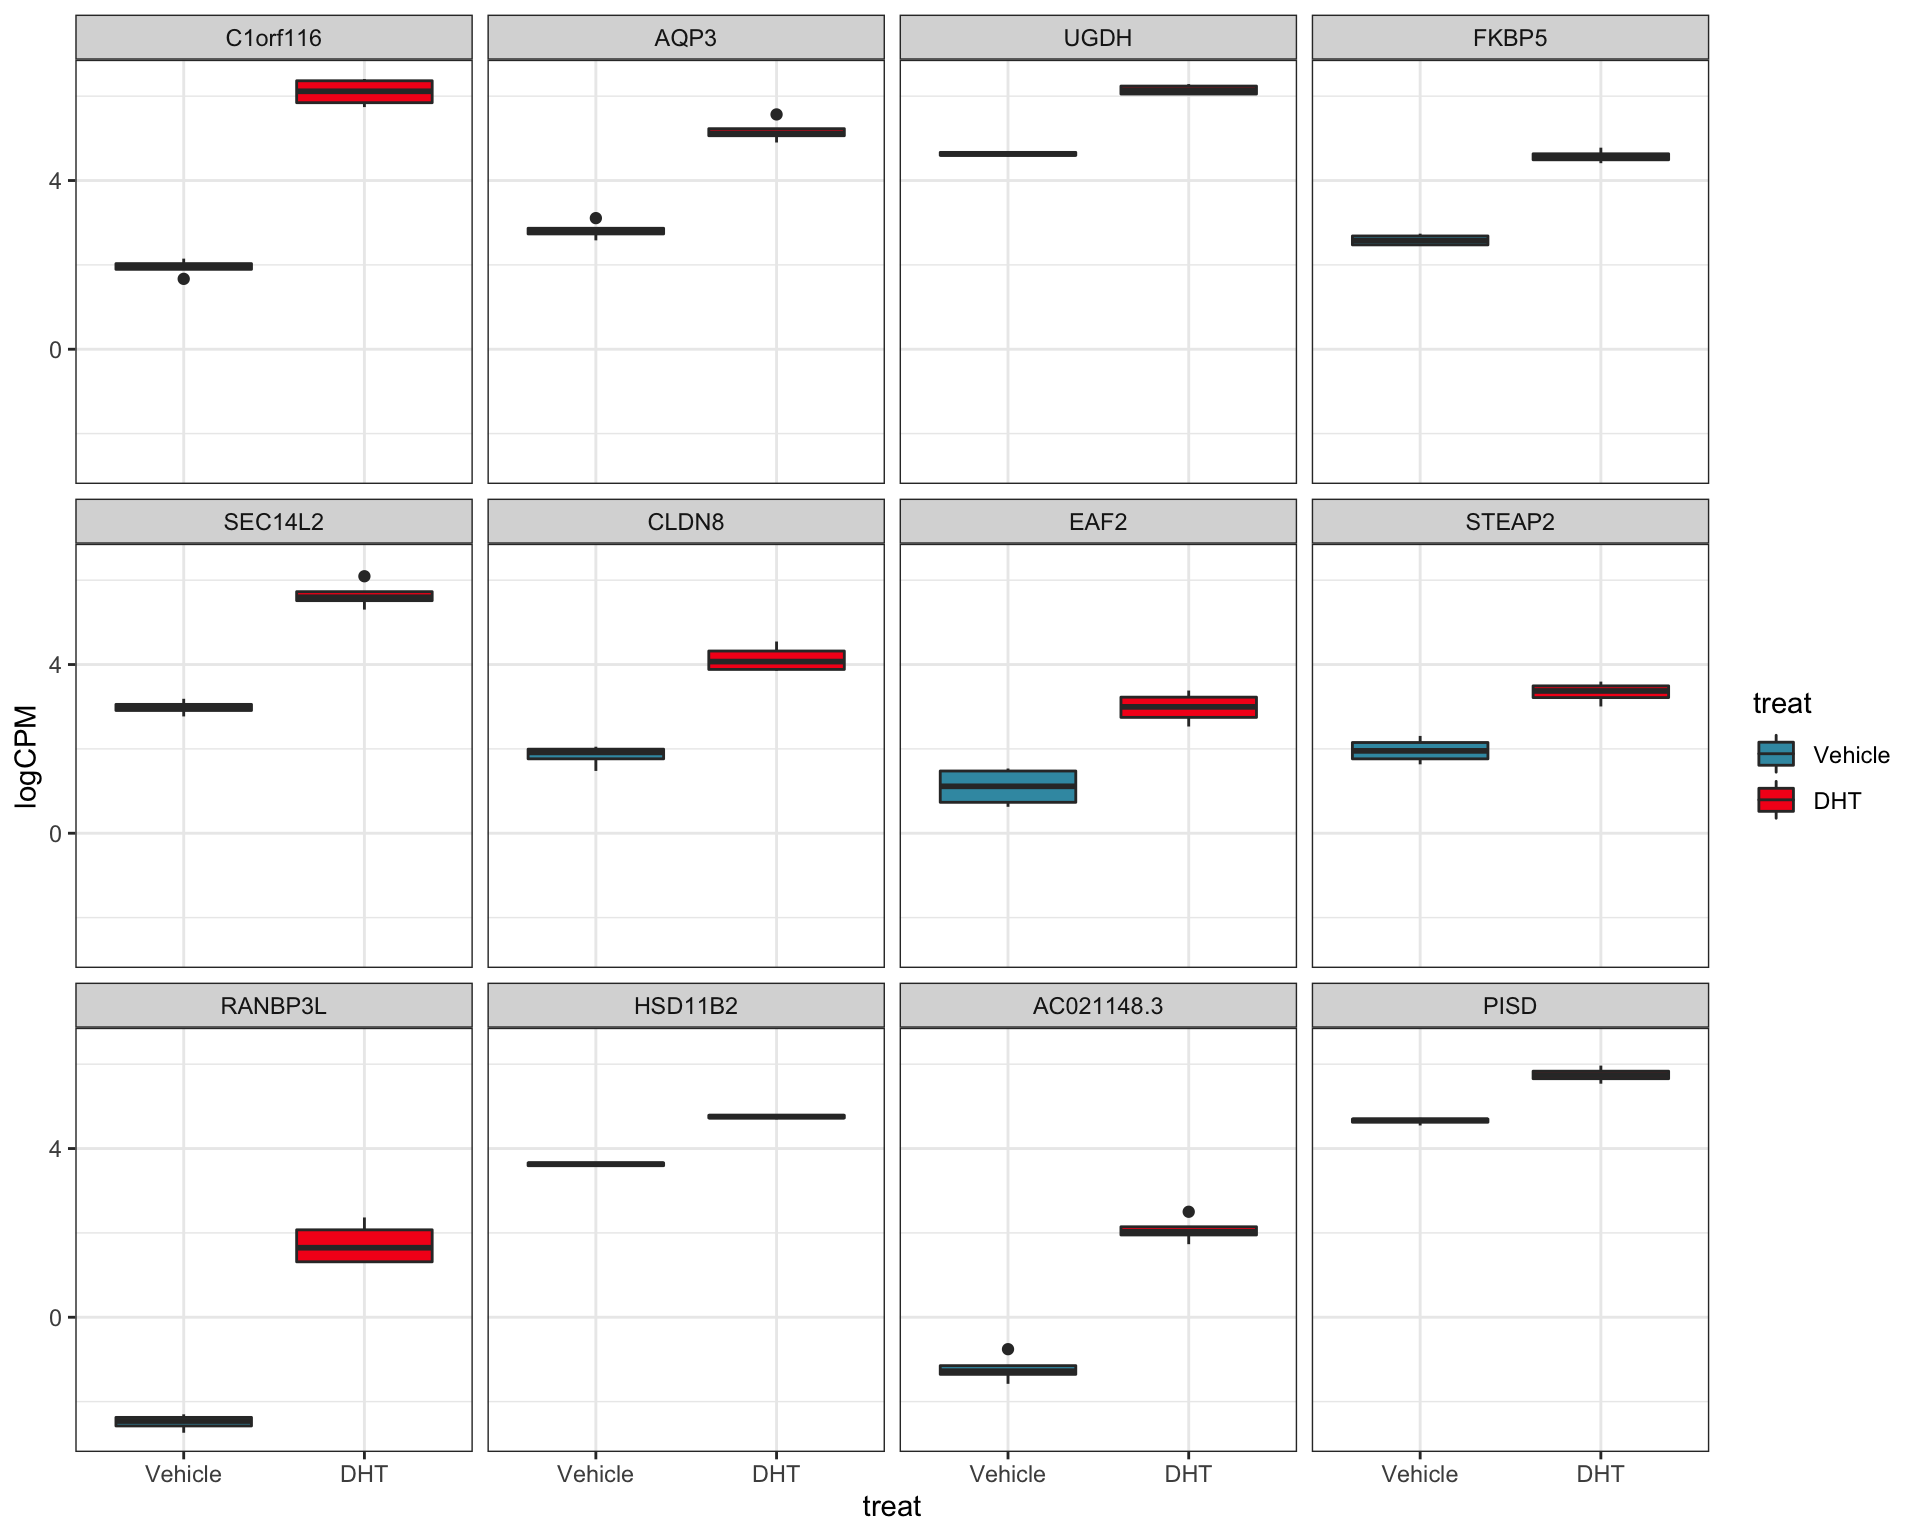 C1orf116 AQP3 UGDH FKBP5
4
0
SEC14L2 CLDN8 EAF2 STEAP2
4
0
RANBP3L HSD11B2 AC021148.3 PISD
4
0
Vehicle DHT Vehicle DHT Vehicle DHT Vehicle DHT
treat
logCPM
treat
Vehicle
DHT